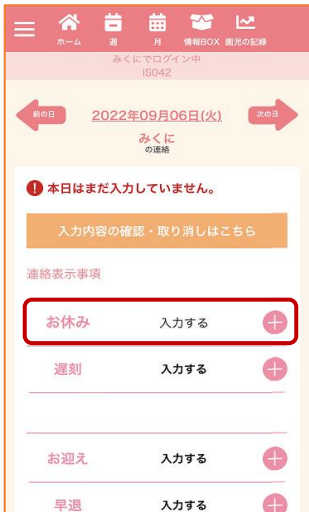 ホーム 週 月 情報BOX 園児の記録
みくにでログイン中
IS042
前の日 2022年09月06日(火) 次の日
みくに
の連絡
! 本日はまだ入力していません。
入力内容の確認・取り消しはこちら
連絡表示事項
お休み 入力する
遅刻 入力する
お迎え 入力する
早退 入力する